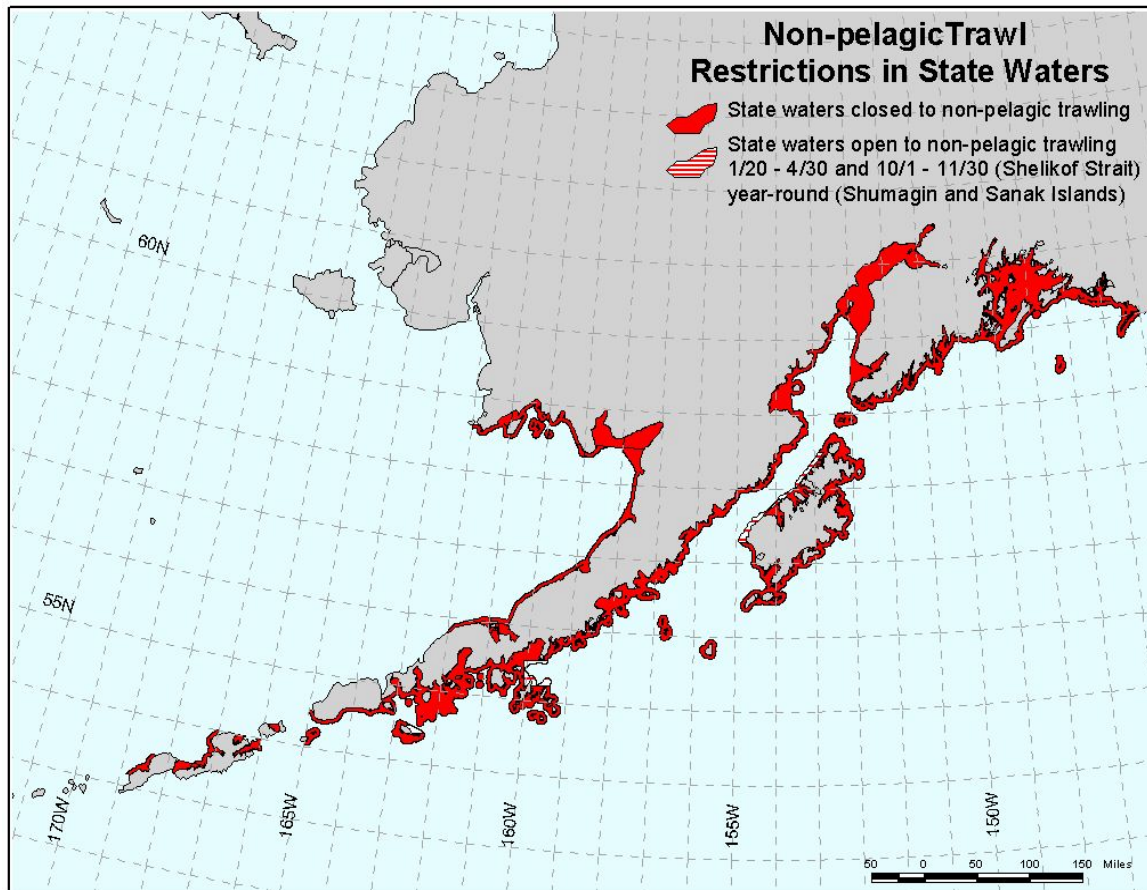 Non-pelagicTrawl
Restrictions in State Waters
State waters closed to non-pelagic trawling
State waters open to non-pelagic trawling
1/20 - 4/30 and 10/1 - 11/30 (Shelikof Strait)
year-round (Shumagin and Sanak Islands)
60N
55N
170W
165W
160W
155W
150W
50 0 50 100 150 Miles